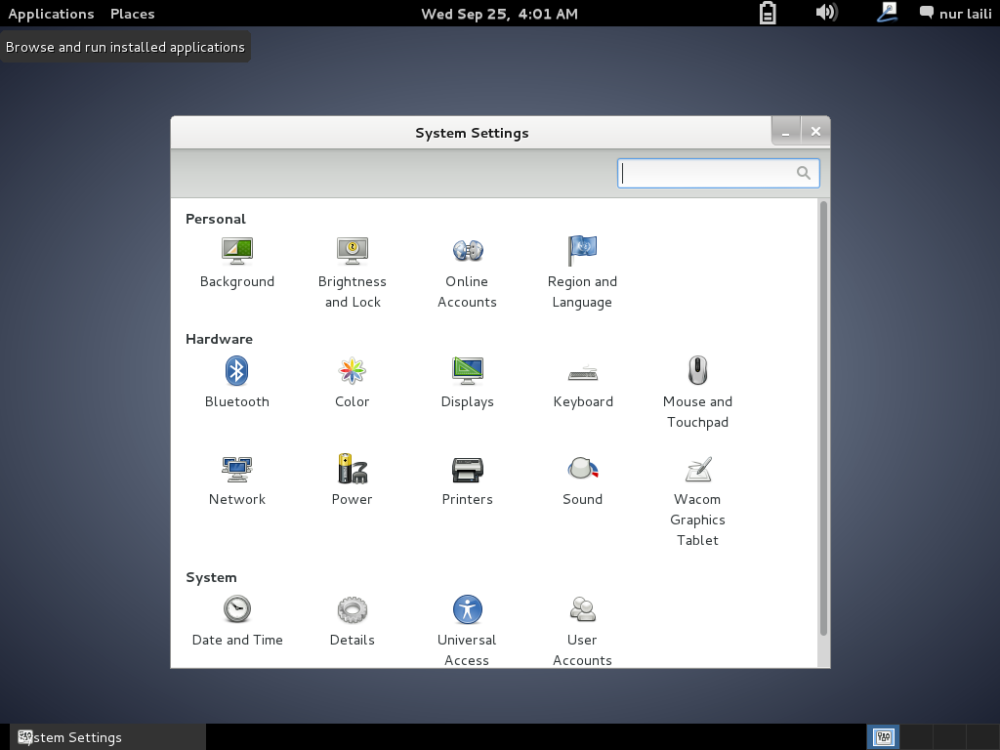 Applications Places Wed Sep 25, 4:01 AM nur laili
Browse and run installed applications
System Settings
Personal
Background
Brightness
and Lock
Online
Accounts
Region and
Language
Hardware
Bluetooth
Color
Displays
Keyboard
Mouse and
Touchpad
Network
Power
Printers
Sound
Wacom
Graphics
Tablet
System
Date and Time
Details
Universal
Access
User
Accounts
System Settings